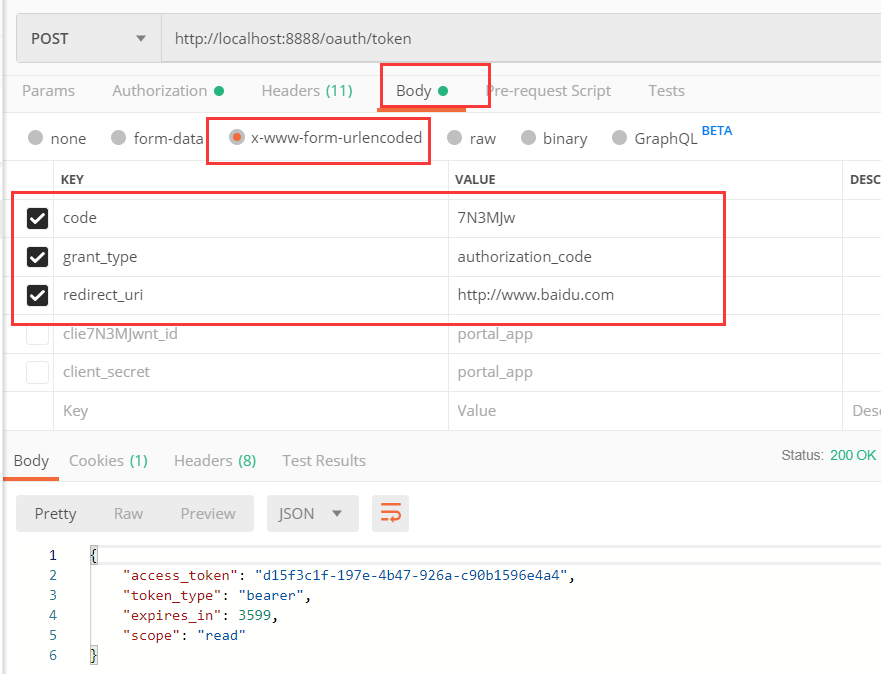 POST http://localhost:8888/oauth/token
Params Authorization Headers (11) Body Pre-request Script Tests
none form-data x-www-form-urlencoded raw binary GraphQL BETA
KEY VALUE DESC
code 7N3MJw
grant_type authorization_code
redirect_uri http://www.baidu.com
clie7N3MJwnt_id portal_app
client_secret portal_app
Key Value Desc
Body Cookies (1) Headers (8) Test Results Status: 200 OK
Pretty Raw Preview JSON
1 {
2 "access_token": "d15f3c1f-197e-4b47-926a-c90b1596e4a4",
3 "token_type": "bearer",
4 "expires_in": 3599,
5 "scope": "read"
6 }